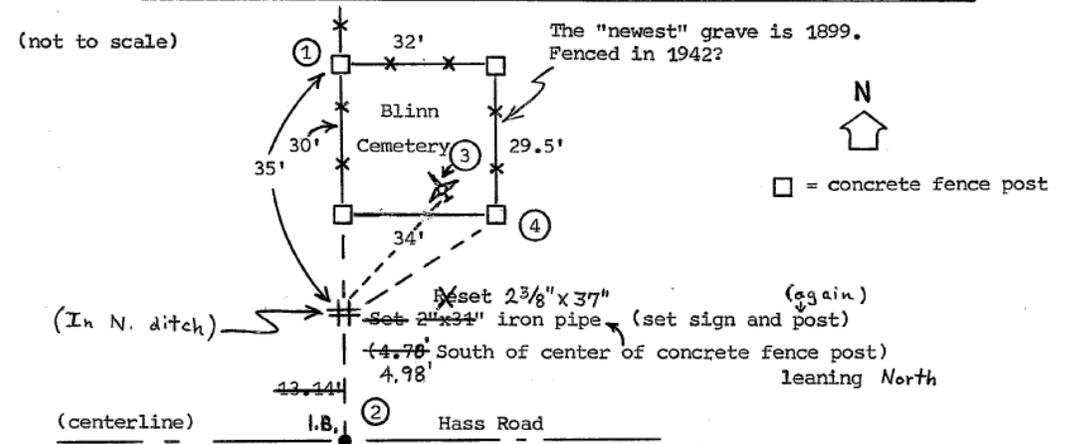 (not to scale)
The "newest" grave is 1899.
Fenced in 1942?
1
32'
N
Blinn
Cemetery
3
30'
35'
29.5'
= concrete fence post
4
34'
Reset 2 3/8" x 37" (again)
(In N. ditch)
Set 2"x31" iron pipe (set sign and post)
(4.78' South of center of concrete fence post)
4.98' leaning North
13.14'
2
(centerline) I.B. Hass Road